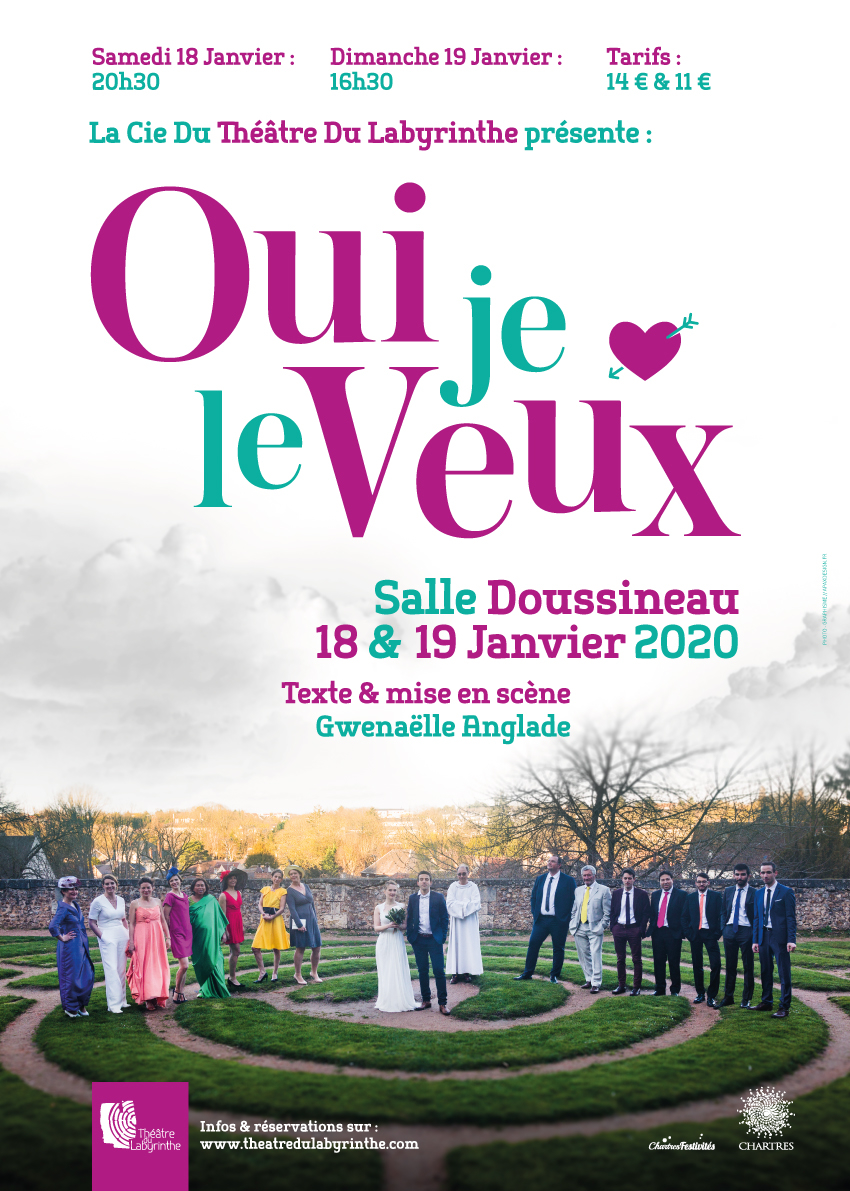 Samedi 18 Janvier :
20h30
Dimanche 19 Janvier :
16h30
Tarifs :
14 € & 11 €
La Cie Du Théâtre Du Labyrinthe présente :
Oui
je
le Veux
Salle Doussineau
18 & 19 Janvier 2020
Texte & mise en scène
Gwenaëlle Anglade
Théâtre
du
Labyrinthe
Infos & réservations sur :
www.theatredulabyrinthe.com
ChartresFestivités
CHARTRES